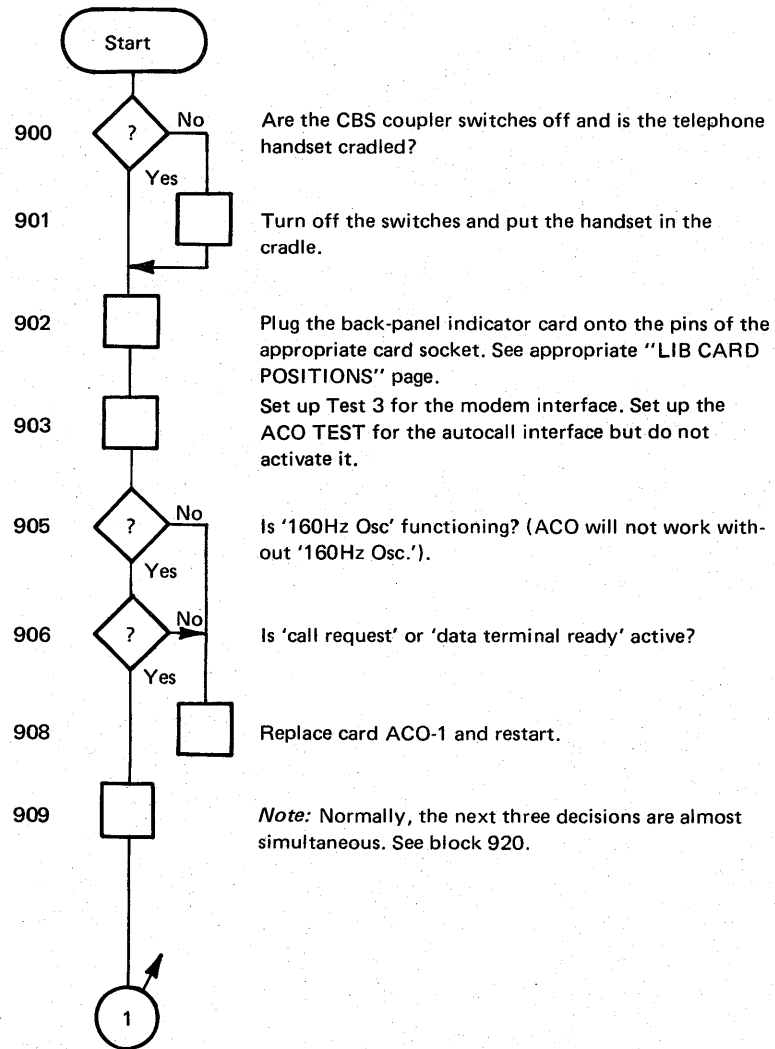 Start
900
?
No
Yes
Are the CBS coupler switches off and is the telephone
handset cradled?
901
Turn off the switches and put the handset in the
cradle.
902
Plug the back-panel indicator card onto the pins of the
appropriate card socket. See appropriate "LIB CARD
POSITIONS" page.
903
Set up Test 3 for the modem interface. Set up the
ACO TEST for the autocall interface but do not
activate it.
905
?
No
Yes
Is '160Hz Osc' functioning? (ACO will not work with-
out '160Hz Osc.').
906
?
No
Yes
Is 'call request' or 'data terminal ready' active?
908
Replace card ACO-1 and restart.
909
Note: Normally, the next three decisions are almost
simultaneous. See block 920.
1